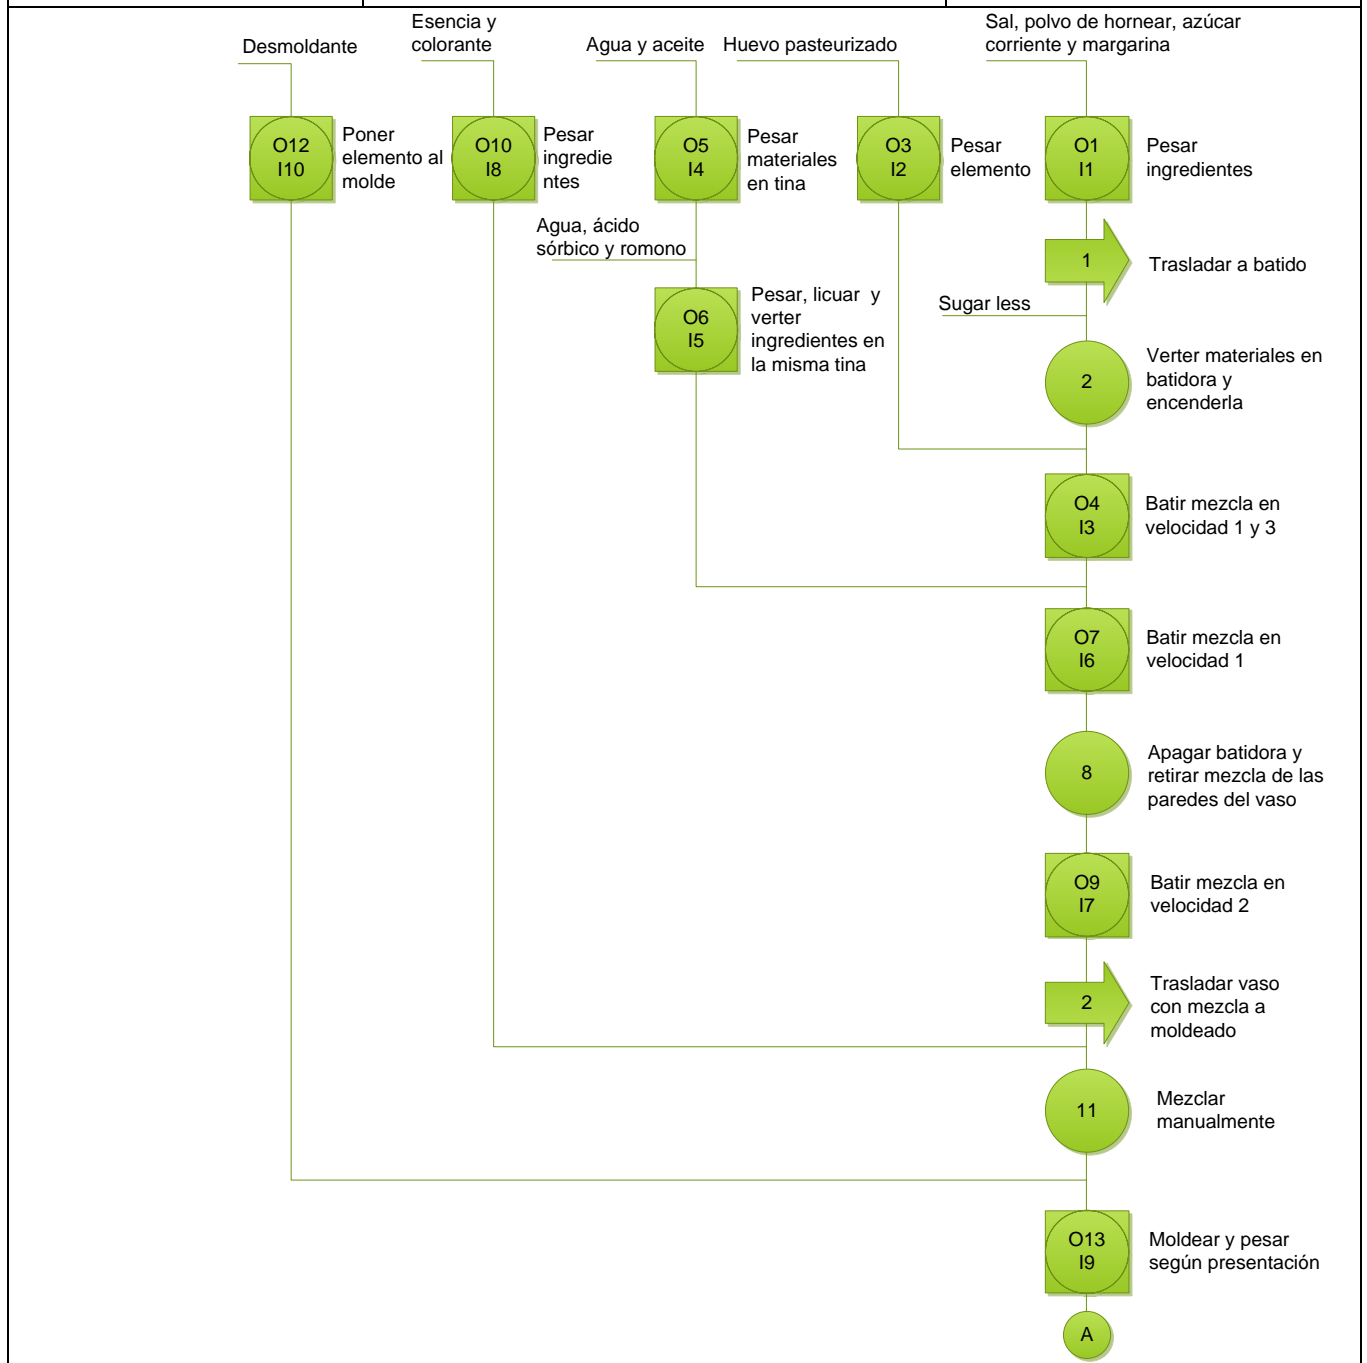 Desmoldante
Esencia y
colorante
Agua y aceite
Huevo pasteurizado
Sal, polvo de hornear, azúcar
corriente y margarina
O12
I10
Poner
elemento al
molde
O10
I8
Pesar
ingredie
ntes
O5
I4
Pesar
materiales
en tina
O3
I2
Pesar
elemento
O1
I1
Pesar
ingredientes
Agua, ácido
sórbico y romono
1
Trasladar a batido
O6
I5
Pesar, licuar y
verter
ingredientes en
la misma tina
Sugar less
2
Verter materiales en
batidora y
encenderla
O4
I3
Batir mezcla en
velocidad 1 y 3
O7
I6
Batir mezcla en
velocidad 1
8
Apagar batidora y
retirar mezcla de las
paredes del vaso
O9
I7
Batir mezcla en
velocidad 2
2
Trasladar vaso
con mezcla a
moldeado
11
Mezclar
manualmente
O13
I9
Moldear y pesar
según presentación
A